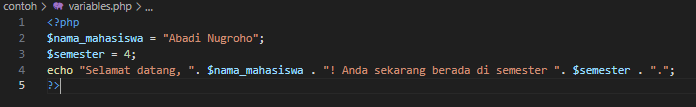 contoh > variables.php > ...
1 <?php
2 $nama_mahasiswa = "Abadi Nugroho";
3 $semester = 4;
4 echo "Selamat datang, ". $nama_mahasiswa . "! Anda sekarang berada di semester ". $semester . ".";
5 ?>